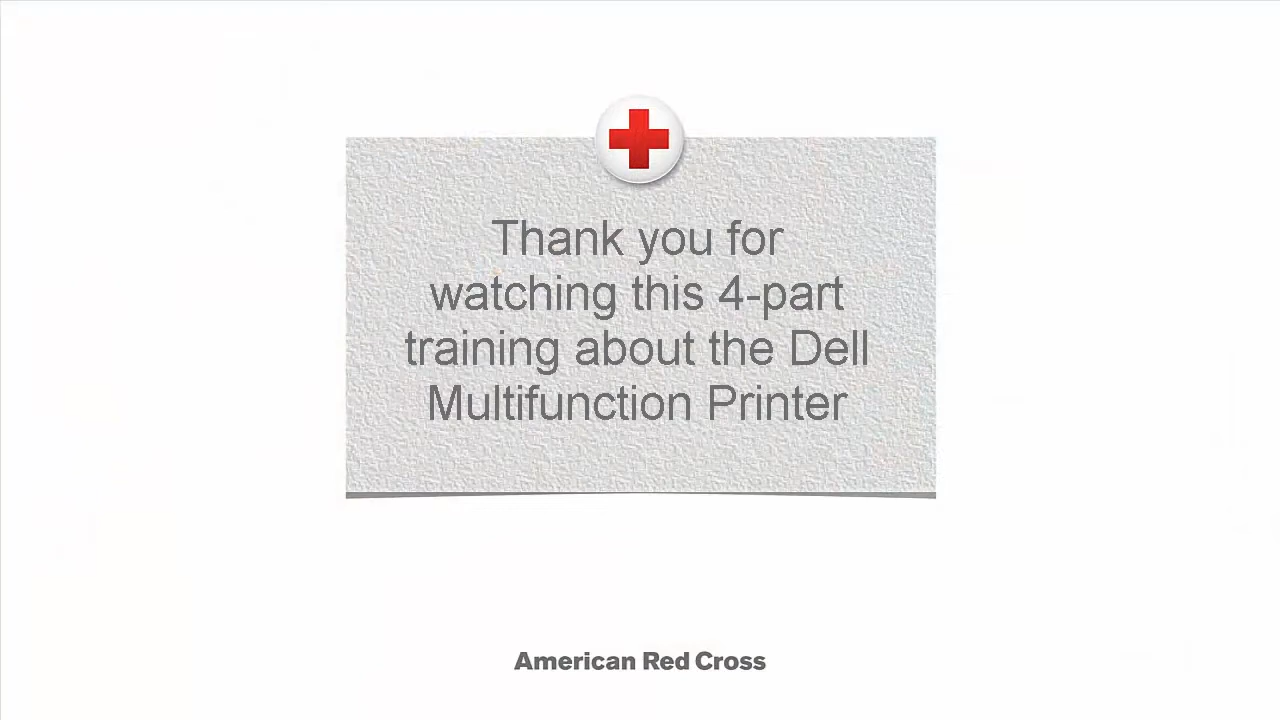 Thank you for
watching this 4-part
training about the Dell
Multifunction Printer
American Red Cross